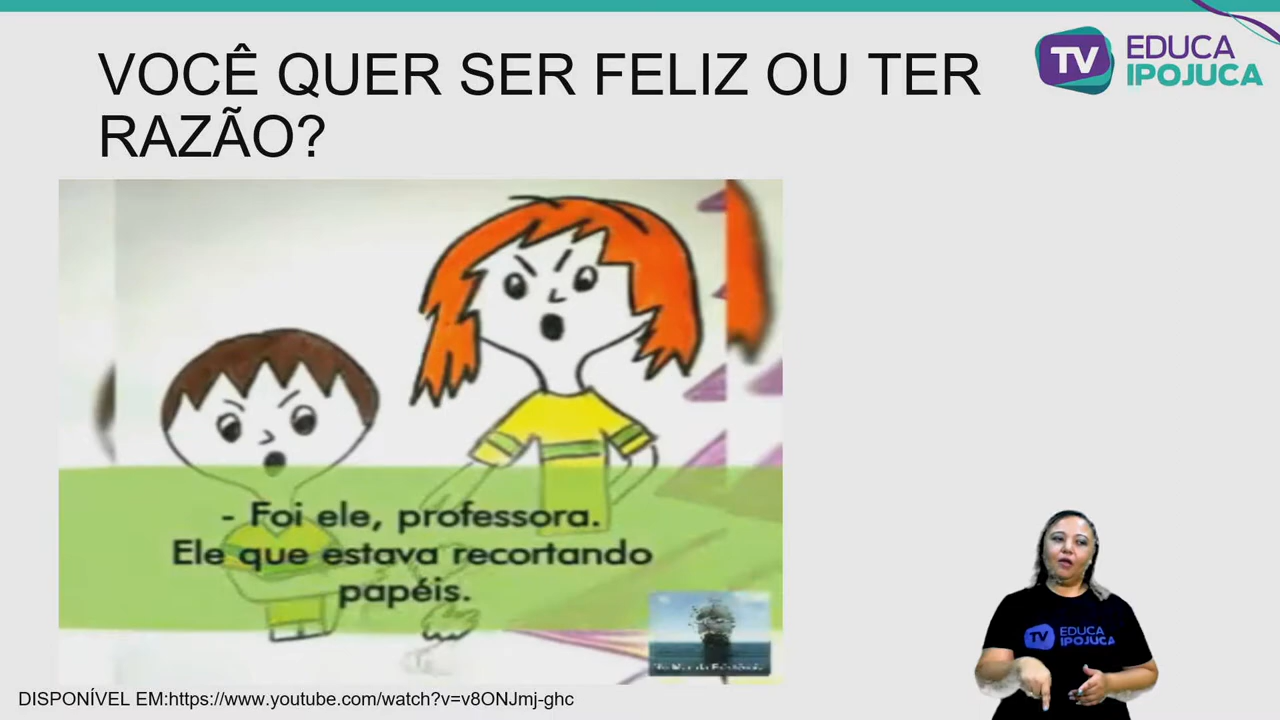 VOCÊ QUER SER FELIZ OU TER
RAZÃO?
TV EDUCA
IPOJUCA
- Foi ele, professora.
Ele que estava recortando
papéis.
TV EDUCA
IPOJUCA
DISPONÍVEL EM:https://www.youtube.com/watch?v=v8ONJmj-ghc